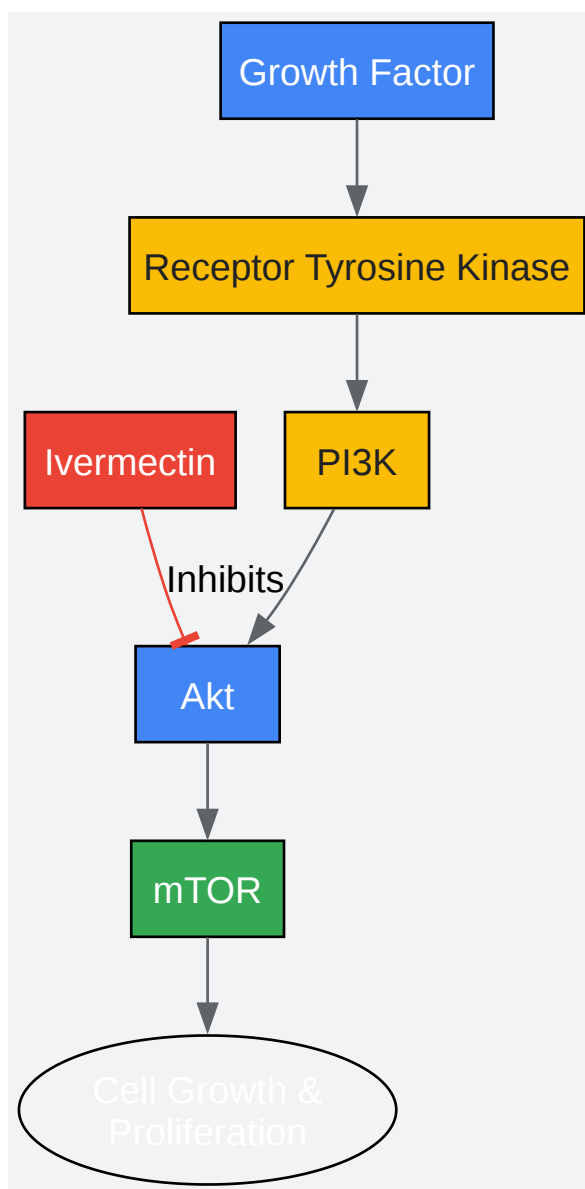 Growth Factor
Receptor Tyrosine Kinase
Ivermectin
PI3K
Inhibits
Akt
mTOR
Cell Growth &
Proliferation